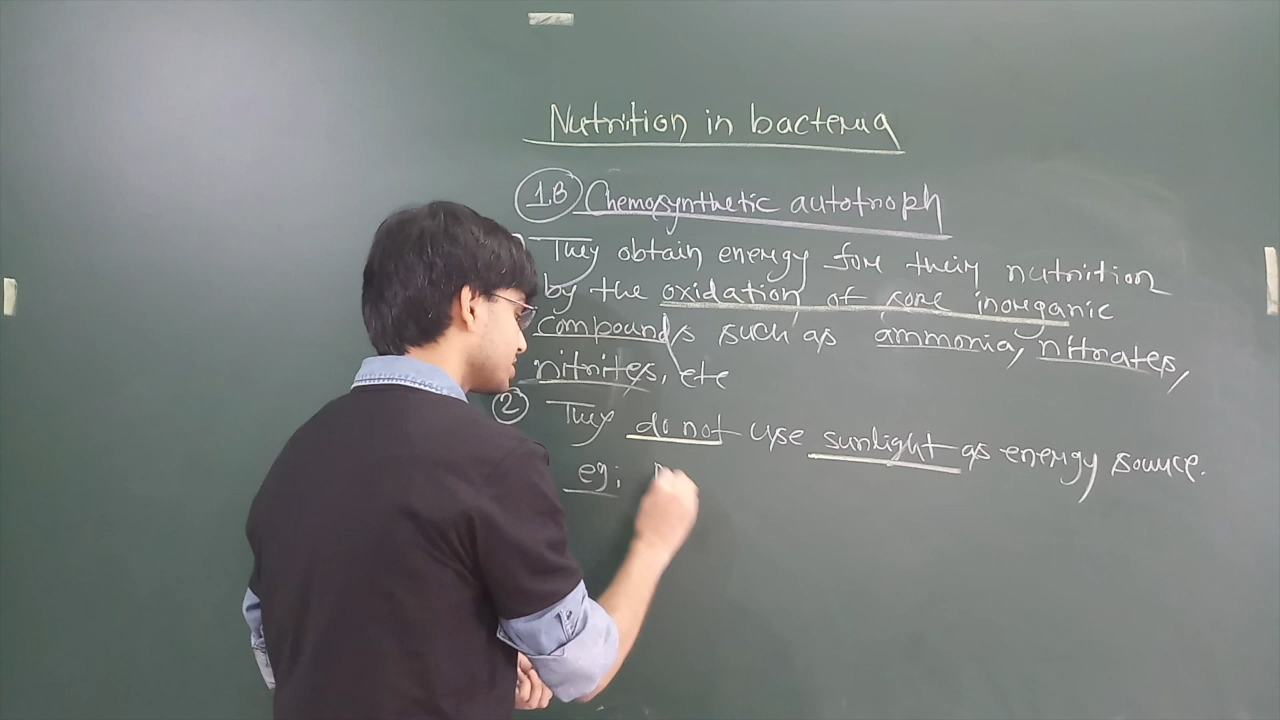 Nutrition in bacteria
1.B Chemosynthetic autotroph
They obtain energy for their nutrition
by the oxidation of some inorganic
compounds such as ammonia, nitrates,
nitrites, etc
2 They do not use sunlight as energy source.
eg: